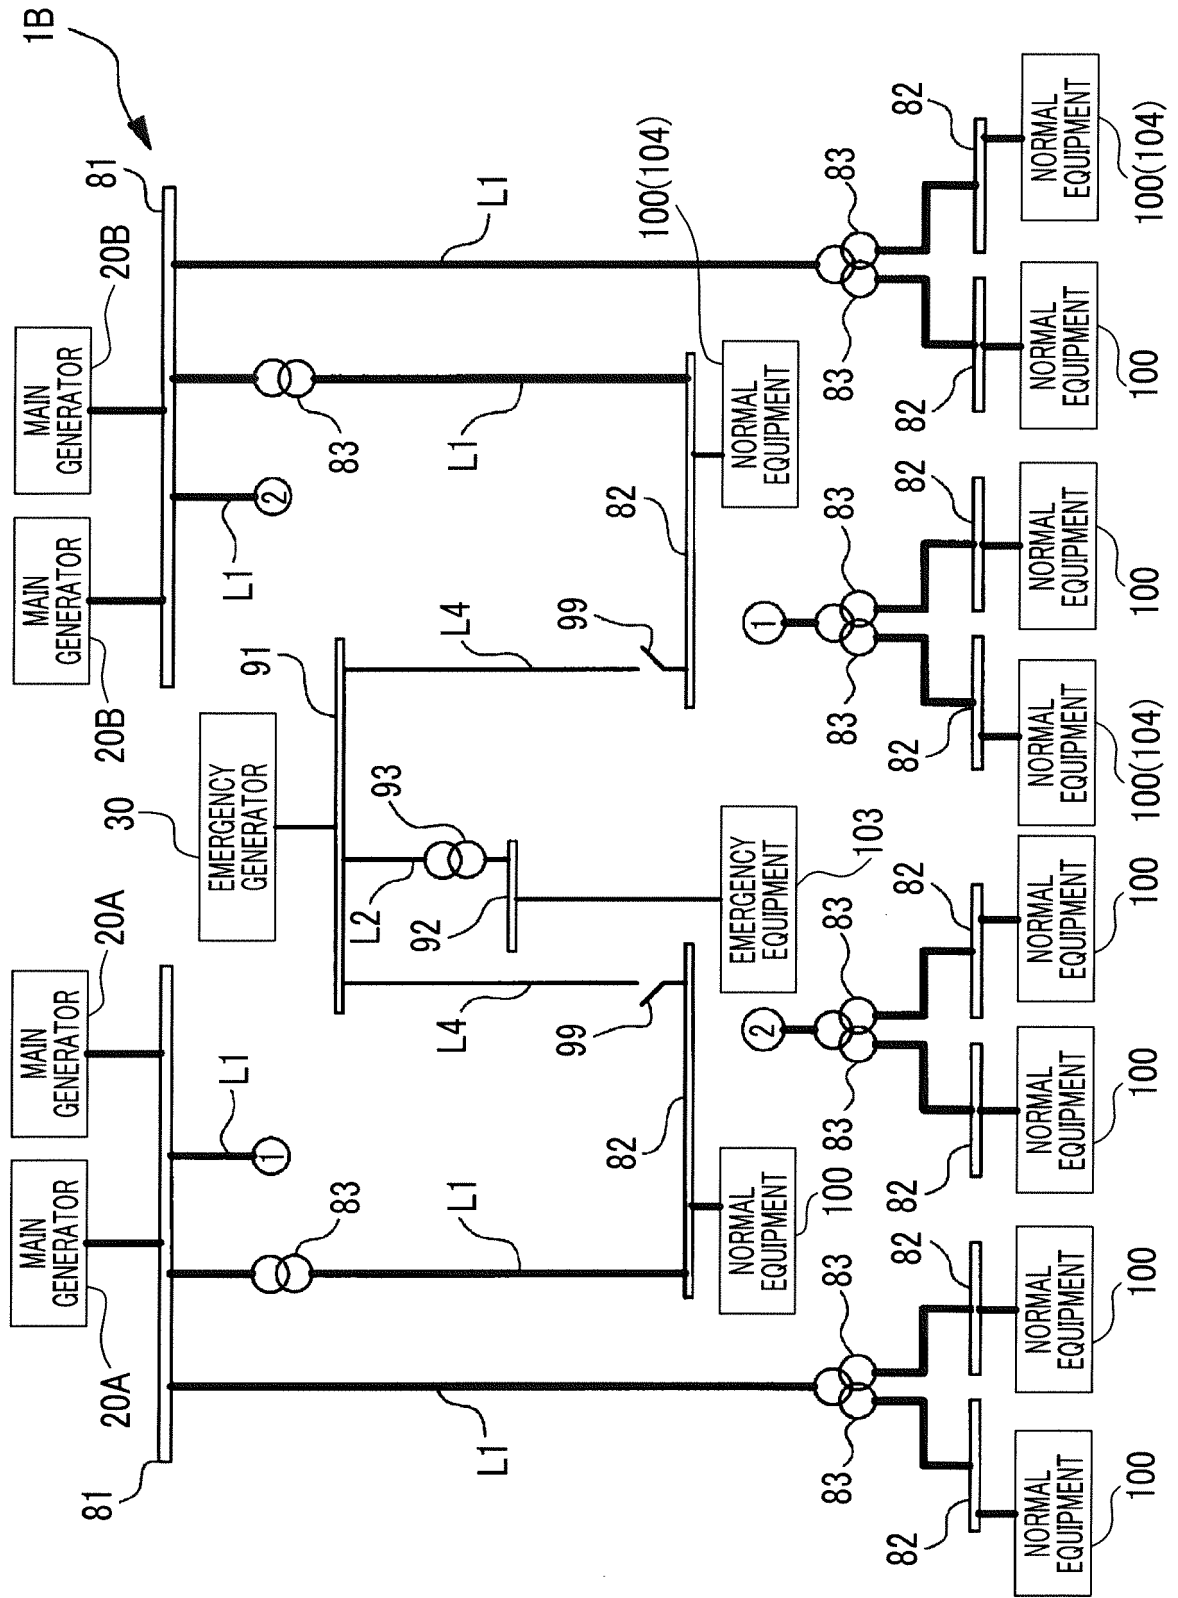 1B
MAIN
GENERATOR
MAIN
GENERATOR
MAIN
GENERATOR
MAIN
GENERATOR
81
20A
20A
30
20B
20B
81
EMERGENCY
GENERATOR
L1
91
L1
1
2
83
L2
93
83
92
L1
L1
L4
L4
L1
L1
99
99
82
82
100(104)
NORMAL
EQUIPMENT
EMERGENCY
EQUIPMENT
NORMAL
EQUIPMENT
2
1
100
103
83
83
83
83
83
83
83
83
82
82
82
82
82
82
82
82
NORMAL
EQUIPMENT
NORMAL
EQUIPMENT
NORMAL
EQUIPMENT
NORMAL
EQUIPMENT
NORMAL
EQUIPMENT
NORMAL
EQUIPMENT
NORMAL
EQUIPMENT
NORMAL
EQUIPMENT
100
100
100
100
100(104)
100
100
100(104)